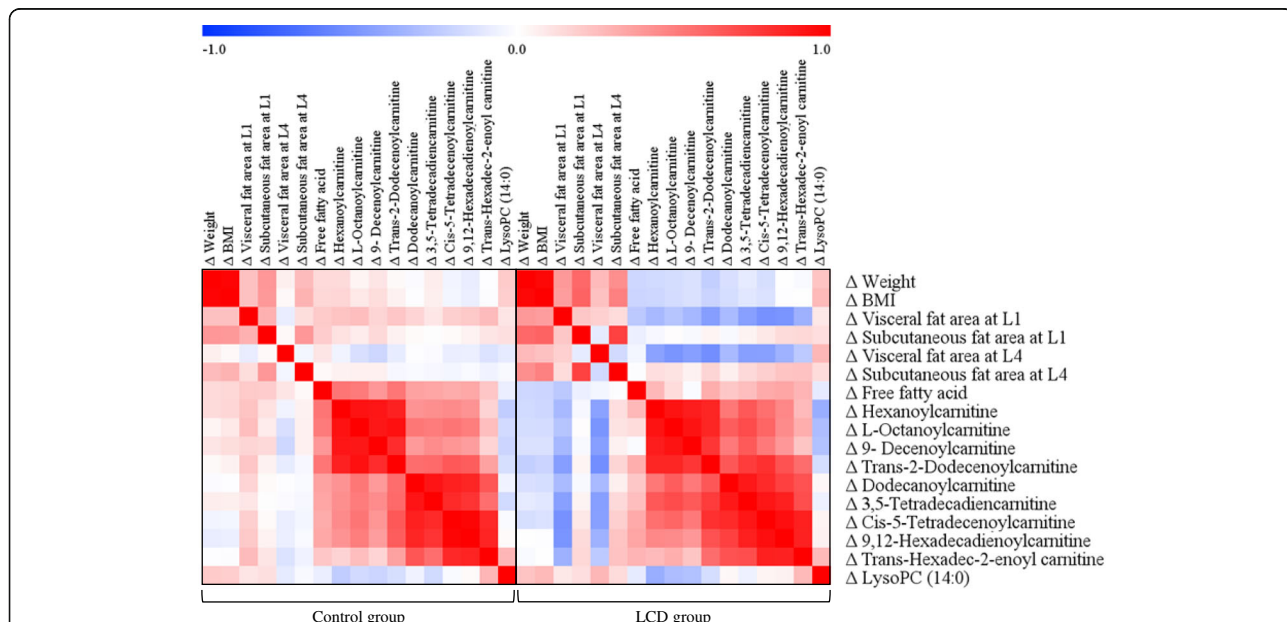 -1.0 0.0 1.0
Δ Weight
Δ BMI
Δ Visceral fat area at L1
Δ Subcutaneous fat area at L1
Δ Visceral fat area at L4
Δ Subcutaneous fat area at L4
Δ Free fatty acid
Δ Hexanoylcarnitine
Δ L-Octanoylcarnitine
Δ 9- Decenoylcarnitine
Δ Trans-2-Dodecenoylcarnitine
Δ Dodecanoylcarnitine
Δ 3,5-Tetradecadiencarnitine
Δ Cis-5-Tetradecenoylcarnitine
Δ 9,12-Hexadecadienoylcarnitine
Δ Trans-Hexadec-2-enoyl carnitine
Δ LysoPC (14:0)
Δ Weight
Δ BMI
Δ Visceral fat area at L1
Δ Subcutaneous fat area at L1
Δ Visceral fat area at L4
Δ Subcutaneous fat area at L4
Δ Free fatty acid
Δ Hexanoylcarnitine
Δ L-Octanoylcarnitine
Δ 9- Decenoylcarnitine
Δ Trans-2-Dodecenoylcarnitine
Δ Dodecanoylcarnitine
Δ 3,5-Tetradecadiencarnitine
Δ Cis-5-Tetradecenoylcarnitine
Δ 9,12-Hexadecadienoylcarnitine
Δ Trans-Hexadec-2-enoyl carnitine
Δ LysoPC (14:0)
Δ Weight
Δ BMI
Δ Visceral fat area at L1
Δ Subcutaneous fat area at L1
Δ Visceral fat area at L4
Δ Subcutaneous fat area at L4
Δ Free fatty acid
Δ Hexanoylcarnitine
Δ L-Octanoylcarnitine
Δ 9- Decenoylcarnitine
Δ Trans-2-Dodecenoylcarnitine
Δ Dodecanoylcarnitine
Δ 3,5-Tetradecadiencarnitine
Δ Cis-5-Tetradecenoylcarnitine
Δ 9,12-Hexadecadienoylcarnitine
Δ Trans-Hexadec-2-enoyl carnitine
Δ LysoPC (14:0)
Control group LCD group